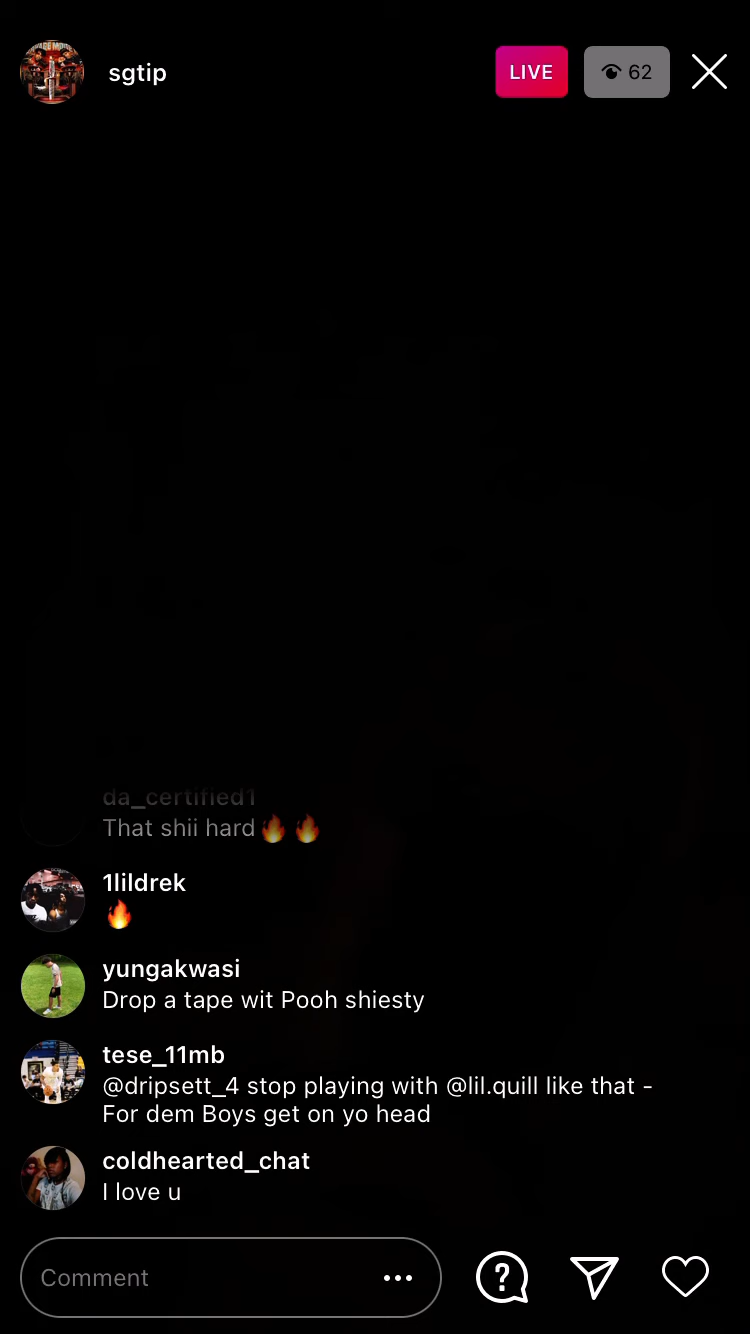 sgtip
LIVE
62
da_certified1
That shii hard🔥🔥
1lildrek
🔥
yungakwasi
Drop a tape wit Pooh shiesty
tese_11mb
@dripsett_4 stop playing with @lil.quill like that -
For dem Boys get on yo head
coldhearted_chat
I love u
Comment